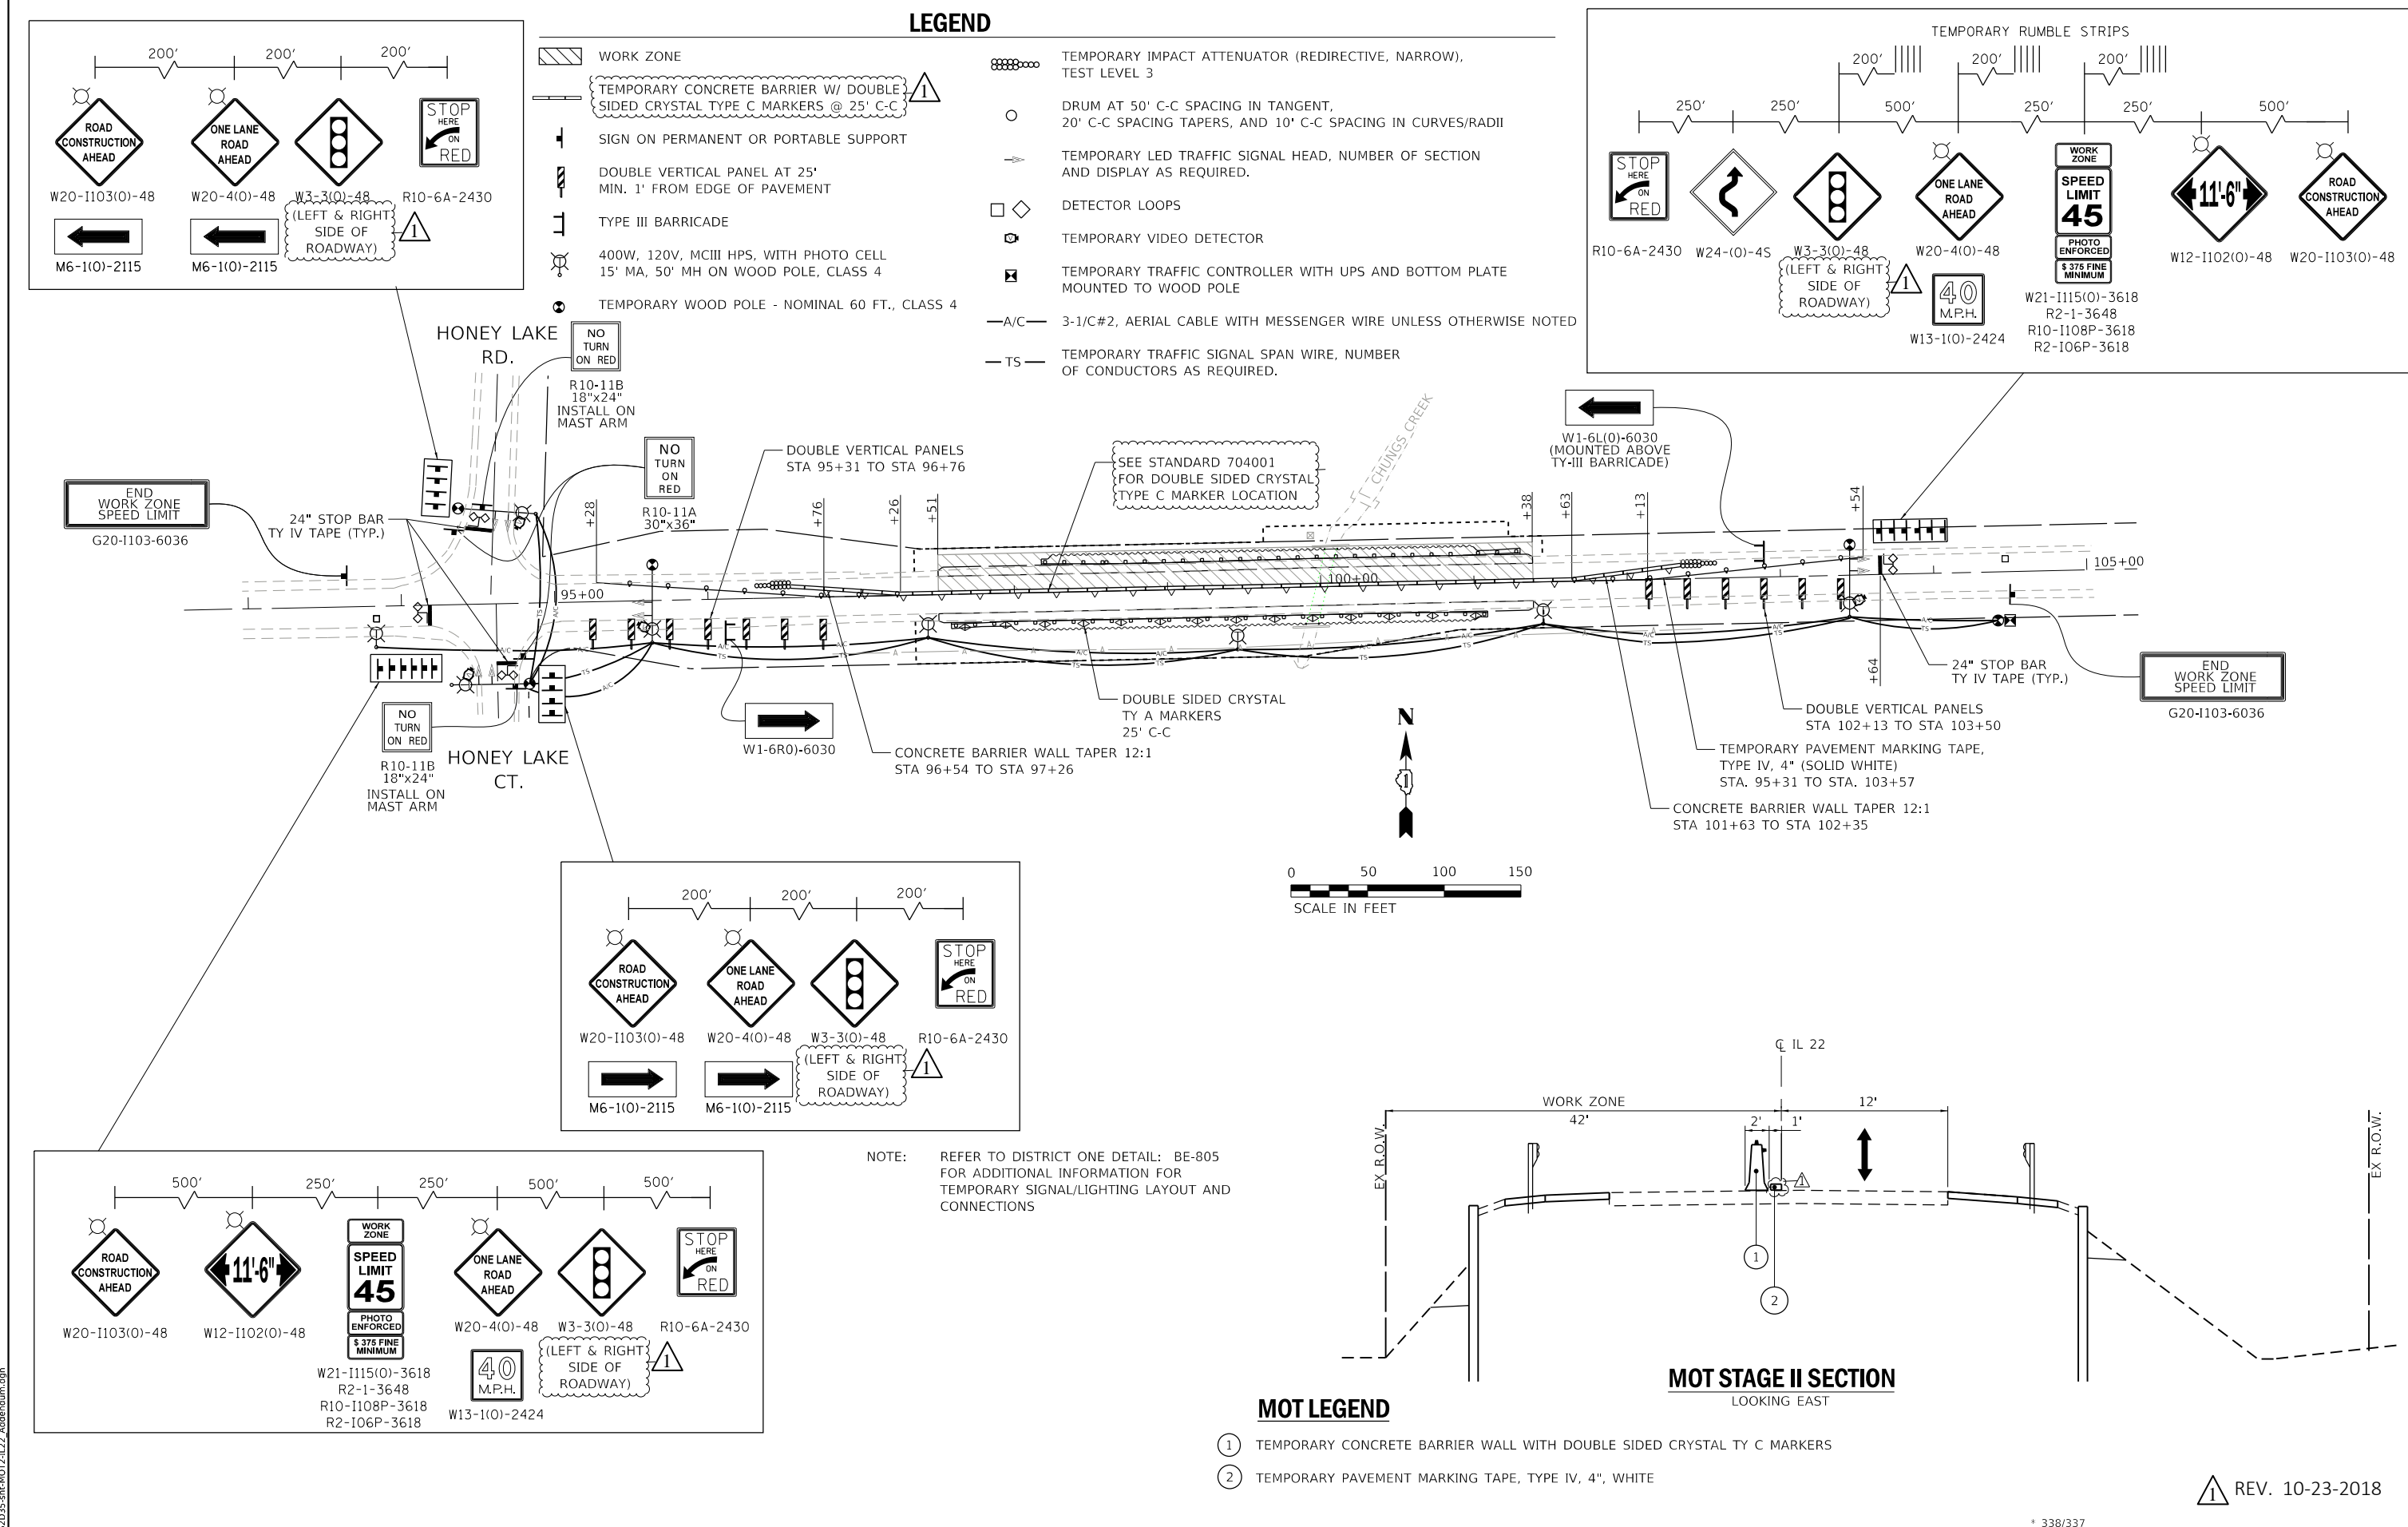 LEGEND
WORK ZONE
TEMPORARY CONCRETE BARRIER W/ DOUBLE
SIDED CRYSTAL TYPE C MARKERS @ 25' C-C
1
SIGN ON PERMANENT OR PORTABLE SUPPORT
DOUBLE VERTICAL PANEL AT 25'
MIN. 1' FROM EDGE OF PAVEMENT
TYPE III BARRICADE
400W, 120V, MCIII HPS, WITH PHOTO CELL
15' MA, 50' MH ON WOOD POLE, CLASS 4
TEMPORARY WOOD POLE - NOMINAL 60 FT., CLASS 4
TEMPORARY IMPACT ATTENUATOR (REDIRECTIVE, NARROW),
TEST LEVEL 3
DRUM AT 50' C-C SPACING IN TANGENT,
20' C-C SPACING TAPERS, AND 10' C-C SPACING IN CURVES/RADII
TEMPORARY LED TRAFFIC SIGNAL HEAD, NUMBER OF SECTION
AND DISPLAY AS REQUIRED.
DETECTOR LOOPS
TEMPORARY VIDEO DETECTOR
TEMPORARY TRAFFIC CONTROLLER WITH UPS AND BOTTOM PLATE
MOUNTED TO WOOD POLE
A/C 3-1/C#2, AERIAL CABLE WITH MESSENGER WIRE UNLESS OTHERWISE NOTED
TS TEMPORARY TRAFFIC SIGNAL SPAN WIRE, NUMBER
OF CONDUCTORS AS REQUIRED.
200' 200' 200'
ROAD
CONSTRUCTION
AHEAD
ONE LANE
ROAD
AHEAD
STOP
HERE
ON
RED
W20-I103(O)-48 W20-4(O)-48 W3-3(O)-48 R10-6A-2430
(LEFT & RIGHT
SIDE OF
ROADWAY)
1
M6-1(O)-2115 M6-1(O)-2115
TEMPORARY RUMBLE STRIPS
200' 200' 200'
250' 250' 500' 250' 250' 500'
STOP
HERE
ON
RED
ONE LANE
ROAD
AHEAD
WORK
ZONE
SPEED
LIMIT
45
PHOTO
ENFORCED
$ 375 FINE
MINIMUM
11'-6"
ROAD
CONSTRUCTION
AHEAD
R10-6A-2430 W24-(O)-4S W3-3(O)-48 W20-4(O)-48 W12-I102(O)-48 W20-I103(O)-48
(LEFT & RIGHT
SIDE OF
ROADWAY)
1
40
M.P.H.
W13-1(O)-2424
W21-I115(O)-3618
R2-1-3648
R10-I108P-3618
R2-I06P-3618
HONEY LAKE
RD.
NO
TURN
ON RED
R10-11B
18"x24"
INSTALL ON
MAST ARM
NO
TURN
ON
RED
R10-11A
30"x36"
END
WORK ZONE
SPEED LIMIT
G20-I103-6036
24" STOP BAR
TY IV TAPE (TYP.)
DOUBLE VERTICAL PANELS
STA 95+31 TO STA 96+76
SEE STANDARD 704001
FOR DOUBLE SIDED CRYSTAL
TYPE C MARKER LOCATION
CHUNGS CREEK
W1-6L(O)-6030
(MOUNTED ABOVE
TY-III BARRICADE)
+28 +76 +26 +51 +38 +63 +13 +54
95+00 100+00 105+00
+64
A/C A/C A/C A/C A/C A/C A/C A/C
TS TS TS TS TS TS TS
NO
TURN
ON RED
R10-11B
18"x24"
INSTALL ON
MAST ARM
HONEY LAKE
CT.
W1-6R0)-6030
CONCRETE BARRIER WALL TAPER 12:1
STA 96+54 TO STA 97+26
DOUBLE SIDED CRYSTAL
TY A MARKERS
25' C-C
N
24" STOP BAR
TY IV TAPE (TYP.)
END
WORK ZONE
SPEED LIMIT
G20-I103-6036
DOUBLE VERTICAL PANELS
STA 102+13 TO STA 103+50
TEMPORARY PAVEMENT MARKING TAPE,
TYPE IV, 4" (SOLID WHITE)
STA. 95+31 TO STA. 103+57
CONCRETE BARRIER WALL TAPER 12:1
STA 101+63 TO STA 102+35
0 50 100 150
SCALE IN FEET
200' 200' 200'
ROAD
CONSTRUCTION
AHEAD
ONE LANE
ROAD
AHEAD
STOP
HERE
ON
RED
W20-I103(O)-48 W20-4(O)-48 W3-3(O)-48 R10-6A-2430
(LEFT & RIGHT
SIDE OF
ROADWAY)
1
M6-1(O)-2115 M6-1(O)-2115
500' 250' 250' 500' 500'
ROAD
CONSTRUCTION
AHEAD
11'-6"
WORK
ZONE
SPEED
LIMIT
45
PHOTO
ENFORCED
$ 375 FINE
MINIMUM
ONE LANE
ROAD
AHEAD
STOP
HERE
ON
RED
W20-I103(O)-48 W12-I102(O)-48 W20-4(O)-48 W3-3(O)-48 R10-6A-2430
W21-I115(O)-3618
R2-1-3648
R10-I108P-3618
R2-I06P-3618
40
M.P.H.
W13-1(O)-2424
(LEFT & RIGHT
SIDE OF
ROADWAY)
1
NOTE: REFER TO DISTRICT ONE DETAIL: BE-805
FOR ADDITIONAL INFORMATION FOR
TEMPORARY SIGNAL/LIGHTING LAYOUT AND
CONNECTIONS
℄ IL 22
WORK ZONE
42'
12'
2' 1'
EX R.O.W.
EX R.O.W.
1
1
2
MOT STAGE II SECTION
LOOKING EAST
MOT LEGEND
1 TEMPORARY CONCRETE BARRIER WALL WITH DOUBLE SIDED CRYSTAL TY C MARKERS
2 TEMPORARY PAVEMENT MARKING TAPE, TYPE IV, 4", WHITE
1 REV. 10-23-2018
* 338/337